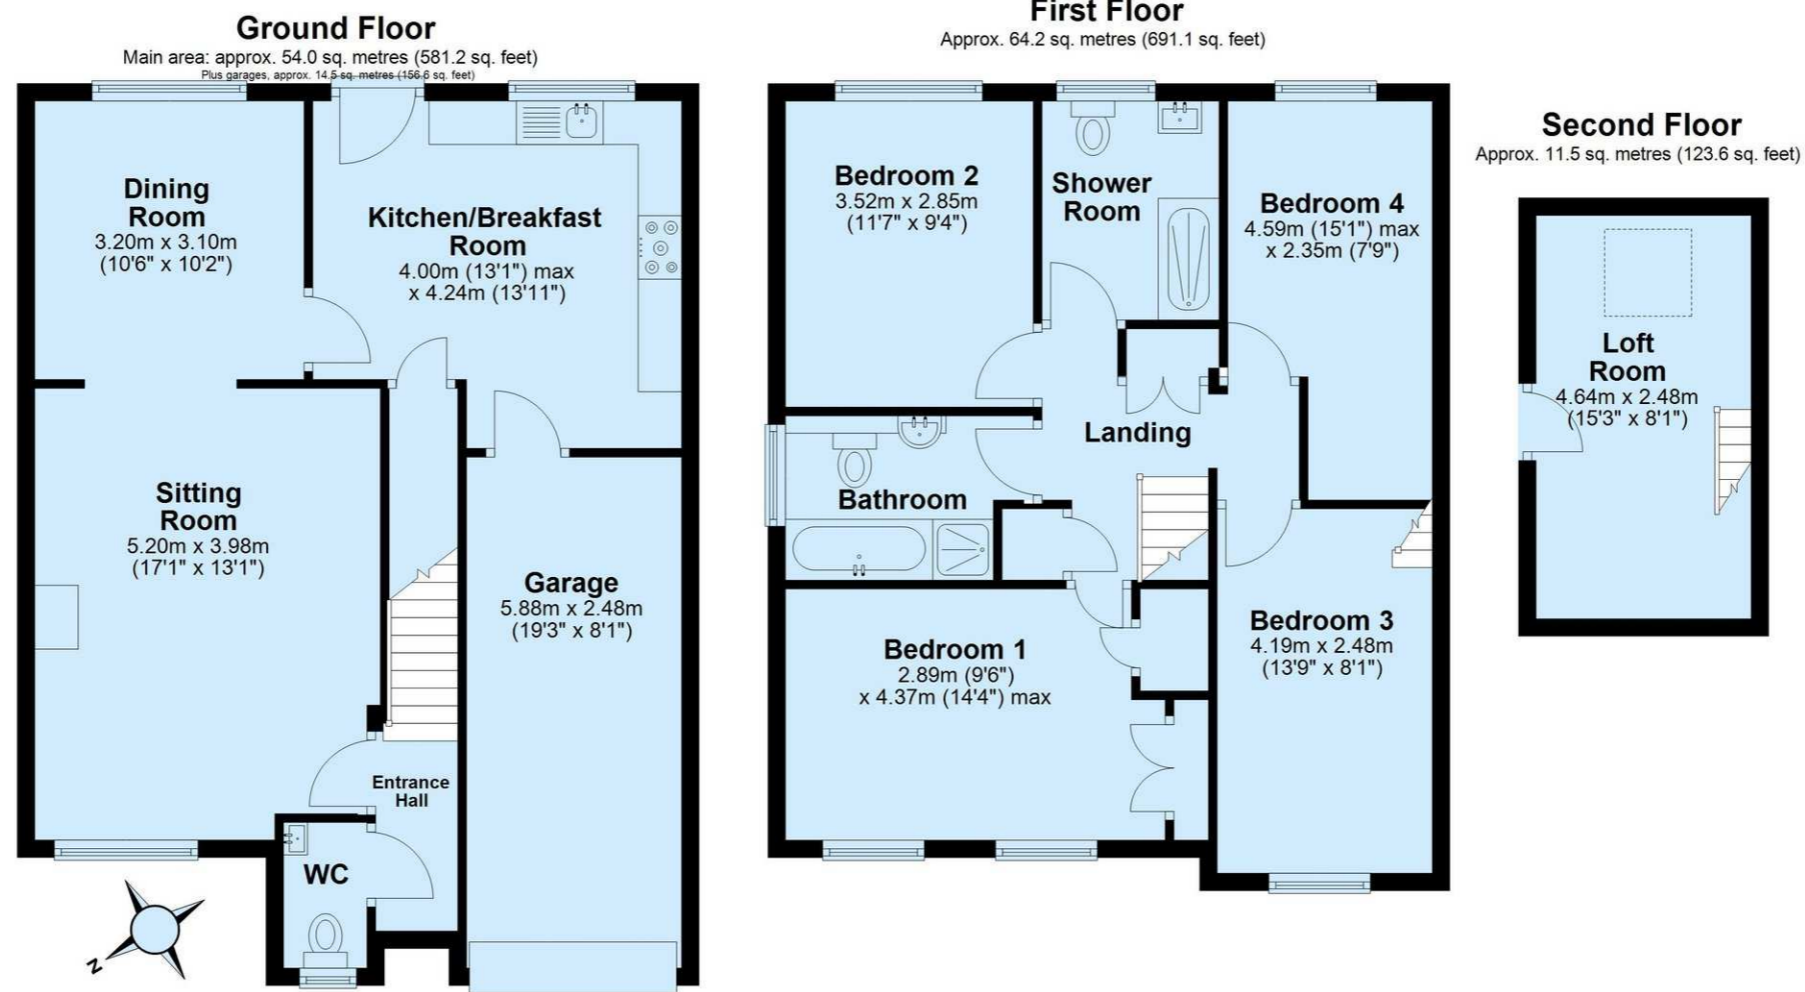 Ground Floor
Main area: approx. 54.0 sq. metres (581.2 sq. feet)
Plus garages, approx. 14.5 sq. metres (156.6 sq. feet)
Dining
Room
3.20m x 3.10m
(10'6" x 10'2")
Kitchen/Breakfast
Room
4.00m (13'1") max
x 4.24m (13'11")
Sitting
Room
5.20m x 3.98m
(17'1" x 13'1")
Garage
5.88m x 2.48m
(19'3" x 8'1")
Entrance
Hall
WC
N
First Floor
Approx. 64.2 sq. metres (691.1 sq. feet)
Bedroom 2
3.52m x 2.85m
(11'7" x 9'4")
Shower
Room
Bedroom 4
4.59m (15'1") max
x 2.35m (7'9")
Landing
Bathroom
Bedroom 1
2.89m (9'6")
x 4.37m (14'4") max
Bedroom 3
4.19m x 2.48m
(13'9" x 8'1")
Second Floor
Approx. 11.5 sq. metres (123.6 sq. feet)
Loft
Room
4.64m x 2.48m
(15'3" x 8'1")